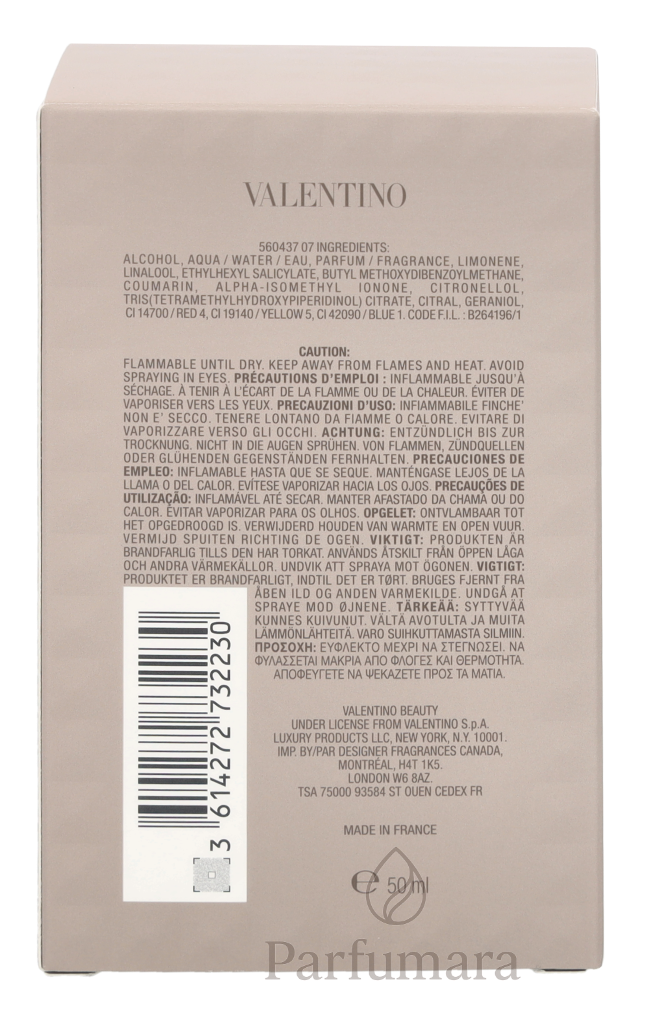 VALENTINO
560437 07 INGREDIENTS:
ALCOHOL, AQUA / WATER / EAU, PARFUM / FRAGRANCE, LIMONENE,
LINALOOL, ETHYLHEXYL SALICYLATE, BUTYL METHOXYDIBENZOYLMETHANE,
COUMARIN, ALPHA-ISOMETHYL IONONE, CITRONELLOL,
TRIS(TETRAMETHYLHYDROXYPIPERIDINOL) CITRATE, CITRAL, GERANIOL,
CI 14700 / RED 4, CI 19140 / YELLOW 5, CI 42090 / BLUE 1. CODE F.I.L. : B264196/1
CAUTION:
FLAMMABLE UNTIL DRY. KEEP AWAY FROM FLAMES AND HEAT. AVOID
SPRAYING IN EYES. PRÉCAUTIONS D'EMPLOI : INFLAMMABLE JUSQU'À
SÉCHAGE. À TENIR À L'ÉCART DE LA FLAMME OU DE LA CHALEUR. ÉVITER DE
VAPORISER VERS LES YEUX. PRECAUZIONI D'USO: INFIAMMABILE FINCHE'
NON E' SECCO. TENERE LONTANO DA FIAMME O CALORE. EVITARE DI
VAPORIZZARE VERSO GLI OCCHI. ACHTUNG: ENTZÜNDLICH BIS ZUR
TROCKNUNG. NICHT IN DIE AUGEN SPRÜHEN. VON FLAMMEN, ZÜNDQUELLEN
ODER GLÜHENDEN GEGENSTÄNDEN FERNHALTEN. PRECAUCIONES DE
EMPLEO: INFLAMABLE HASTA QUE SE SEQUE. MANTÉNGASE LEJOS DE LA
LLAMA O DEL CALOR. EVÍTESE VAPORIZAR HACIA LOS OJOS. PRECAUÇÕES DE
UTILIZAÇÃO: INFLAMÁVEL ATÉ SECAR. MANTER AFASTADO DA CHAMA OU DO
CALOR. EVITAR VAPORIZAR PARA OS OLHOS. OPGELET: ONTVLAMBAAR TOT
HET OPGEDROOGD IS. VERWIJDERD HOUDEN VAN WARMTE EN OPEN VUUR.
VERMIJD SPUITEN RICHTING DE OGEN. VIKTIGT: PRODUKTEN ÄR
BRANDFARLIG TILLS DEN HAR TORKAT. ANVÄNDS ÅTSKILT FRÅN ÖPPEN LÅGA
OCH ANDRA VÄRMEKÄLLOR. UNDVIK ATT SPRAYA MOT ÖGONEN. VIGTIGT:
PRODUKTET ER BRANDFARLIGT, INDTIL DET ER TØRT. BRUGES FJERNT FRA
ÅBEN ILD OG ANDEN VARMEKILDE. UNDGÅ AT
SPRAYE MOD ØJNENE. TÄRKEÄÄ: SYTTYVÄÄ
KUNNES KUIVUNUT. VÄLTÄ AVOTULTA JA MUITA
LÄMMÖNLÄHTEITÄ. VARO SUIHKUTTAMASTA SILMIIN.
ΠΡΟΣΟΧΗ: ΕΥΦΛΕΚΤΟ ΜΕΧΡΙ ΝΑ ΣΤΕΓΝΩΣΕΙ. ΝΑ
ΦΥΛΑΣΣΕΤΑΙ ΜΑΚΡΙΑ ΑΠΟ ΦΛΟΓΕΣ ΚΑΙ ΘΕΡΜΟΤΗΤΑ.
ΑΠΟΦΕΥΓΕΤΕ ΝΑ ΨΕΚΑΖΕΤΕ ΠΡΟΣ ΤΑ ΜΑΤΙΑ.
3 614272 732230
VALENTINO BEAUTY
UNDER LICENSE FROM VALENTINO S.p.A.
LUXURY PRODUCTS LLC, NEW YORK, N.Y. 10001.
IMP. BY/PAR DESIGNER FRAGRANCES CANADA,
MONTRÉAL, H4T 1K5.
LONDON W6 8AZ.
TSA 75000 93584 ST OUEN CEDEX FR
MADE IN FRANCE
℮ 50 ml
Parfumara